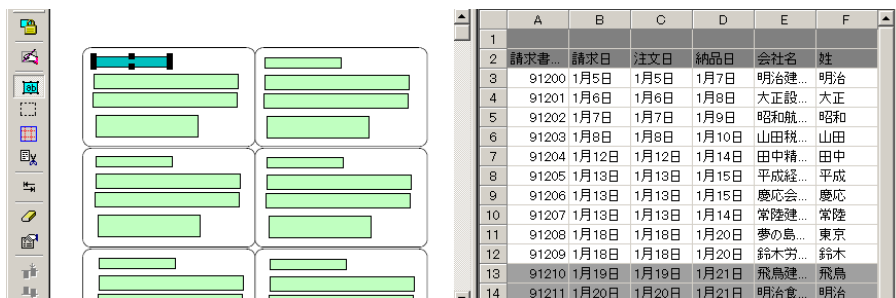 A B C D E F
1
2 請求書... 請求日 注文日 納品日 会社名 姓
3 91200 1月5日 1月5日 1月7日 明治建... 明治
4 91201 1月6日 1月6日 1月8日 大正設... 大正
5 91202 1月7日 1月7日 1月9日 昭和航... 昭和
6 91203 1月8日 1月8日 1月10日 山田税... 山田
7 91204 1月12日 1月12日 1月14日 田中精... 田中
8 91205 1月13日 1月13日 1月15日 平成経... 平成
9 91206 1月13日 1月13日 1月15日 慶応会... 慶応
10 91207 1月13日 1月13日 1月14日 常陸建... 常陸
11 91208 1月18日 1月18日 1月20日 夢の島... 東京
12 91209 1月18日 1月18日 1月20日 鈴木労... 鈴木
13 91210 1月19日 1月19日 1月21日 飛鳥建... 飛鳥
14 91211 1月20日 1月20日 1月21日 明治食... 明治